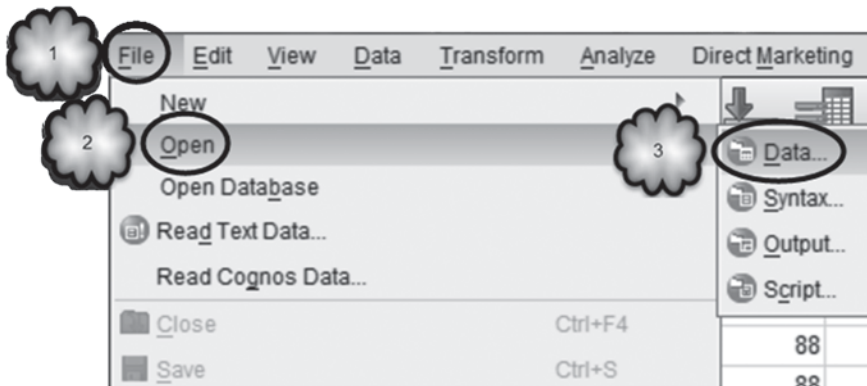 1
File Edit View Data Transform Analyze Direct Marketing
New
2
Open
3
Data...
Open Database
Syntax...
Read Text Data...
Output...
Read Cognos Data...
Script...
Close Ctrl+F4
88
Save Ctrl+S
88